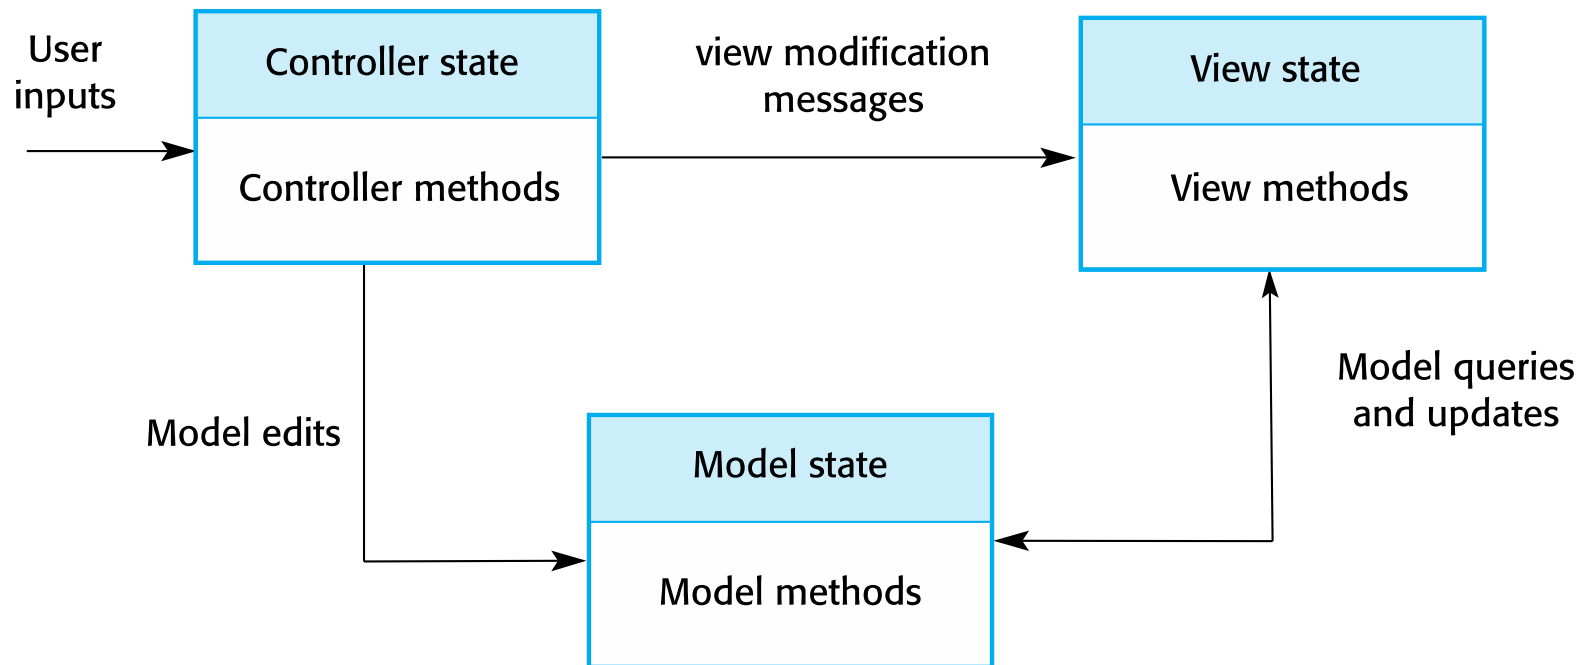 User
inputs
Controller state
Controller methods
view modification
messages
View state
View methods
Model edits
Model state
Model methods
Model queries
and updates